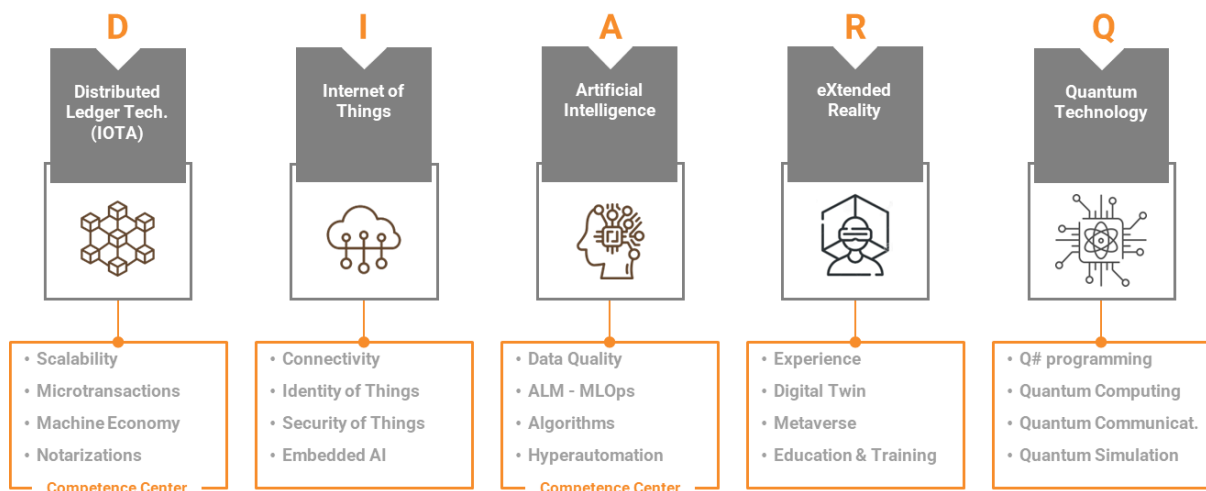 D
Distributed
Ledger Tech.
(IOTA)
• Scalability
• Microtransactions
• Machine Economy
• Notarizations
Competence Center
I
Internet of
Things
• Connectivity
• Identity of Things
• Security of Things
• Embedded AI
A
Artificial
Intelligence
• Data Quality
• ALM - MLOps
• Algorithms
• Hyperautomation
Competence Center
R
eXtended
Reality
• Experience
• Digital Twin
• Metaverse
• Education & Training
Q
Quantum
Technology
• Q# programming
• Quantum Computing
• Quantum Communicat.
• Quantum Simulation